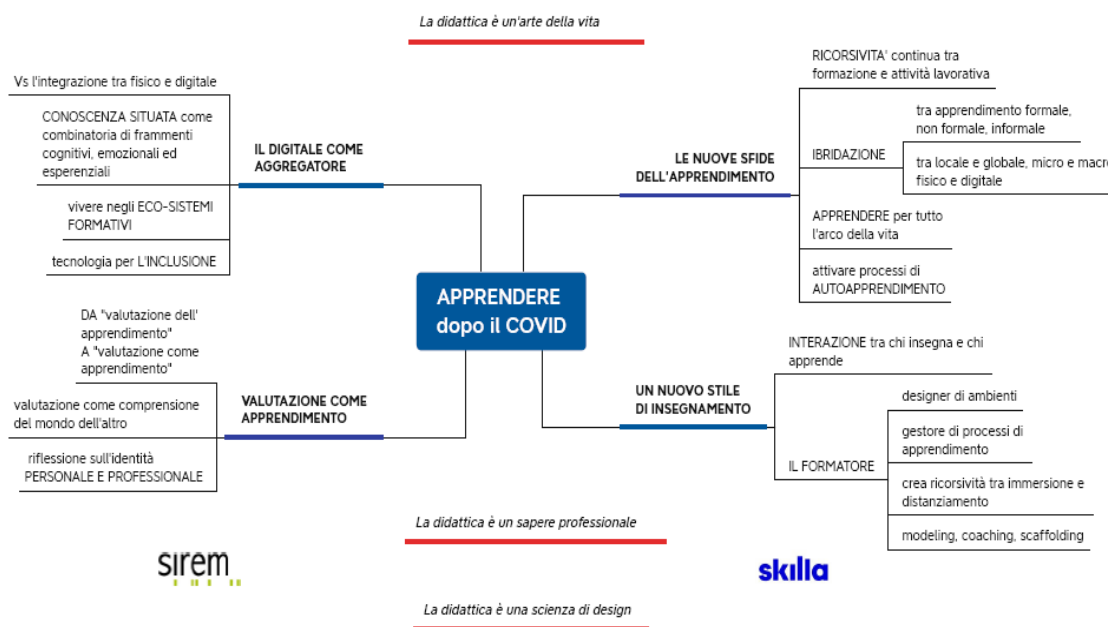 La didattica è un'arte della vita
Vs l'integrazione tra fisico e digitale
CONOSCENZA SITUATA come
combinatoria di frammenti
cognitivi, emozionali ed
esperenziali
vivere negli ECO-SISTEMI
FORMATIVI
tecnologia per L'INCLUSIONE
IL DIGITALE COME
AGGREGATORE
LE NUOVE SFIDE
DELL'APPRENDIMENTO
RICORSIVITA' continua tra
formazione e attività lavorativa
IBRIDAZIONE
tra apprendimento formale,
non formale, informale
tra locale e globale, micro e macro
fisico e digitale
APPRENDERE per tutto
l'arco della vita
attivare processi di
AUTOAPPRENDIMENTO
APPRENDERE
dopo il COVID
DA "valutazione dell'
apprendimento"
A "valutazione come
apprendimento"
valutazione come comprensione
del mondo dell'altro
riflessione sull'identità
PERSONALE E PROFESSIONALE
VALUTAZIONE COME
APPRENDIMENTO
UN NUOVO STILE
DI INSEGNAMENTO
INTERAZIONE tra chi insegna e chi
apprende
IL FORMATORE
designer di ambienti
gestore di processi di
apprendimento
crea ricorsività tra immersione e
distanziamento
modeling, coaching, scaffolding
La didattica è un sapere professionale
sirem
skilla
La didattica è una scienza di design